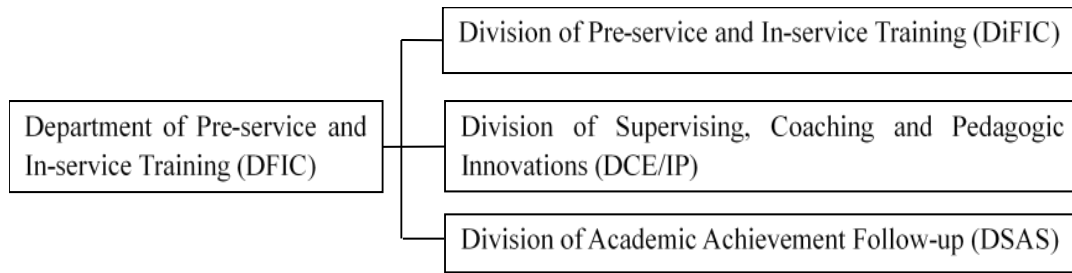 Division of Pre-service and In-service Training (DiFIC)
Department of Pre-service and
In-service Training (DFIC)
Division of Supervising, Coaching and Pedagogic
Innovations (DCE/IP)
Division of Academic Achievement Follow-up (DSAS)